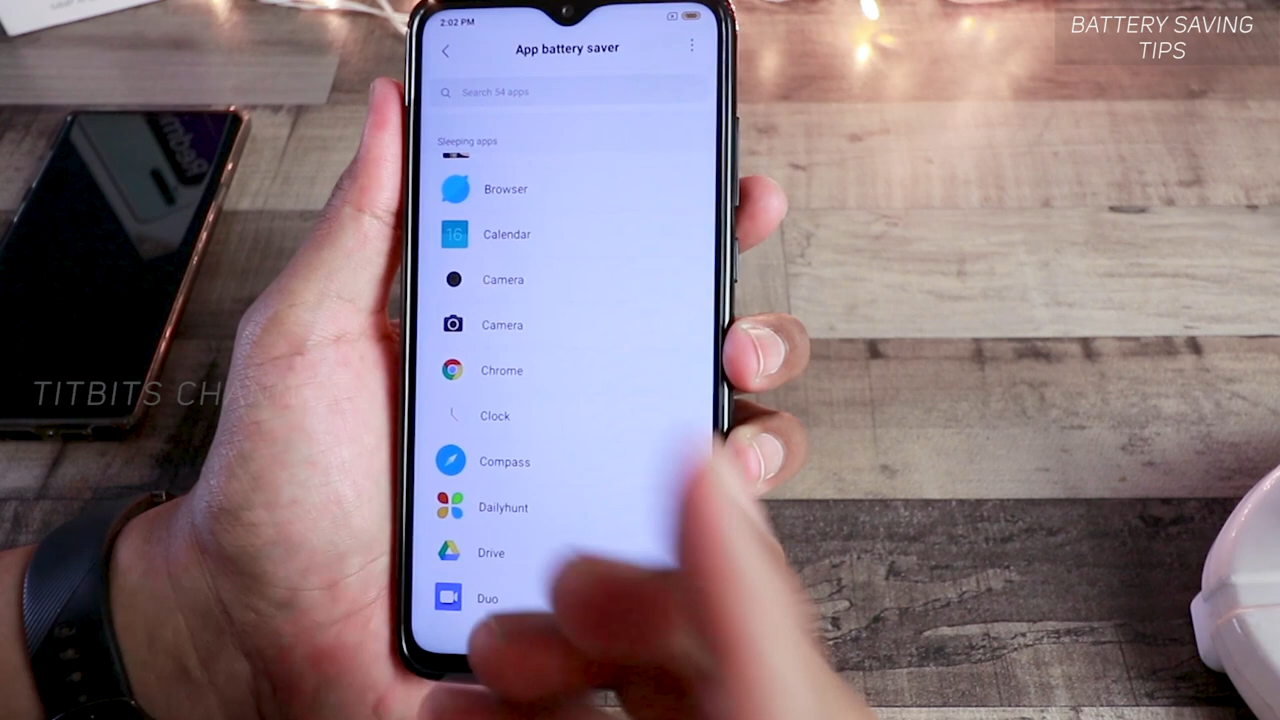 BATTERY SAVING
TIPS
2:02 PM
App battery saver
Search 54 apps
Sleeping apps
Browser
16
Calendar
Camera
Camera
Chrome
Clock
Compass
Dailyhunt
Drive
Duo
TITBITS CHAN